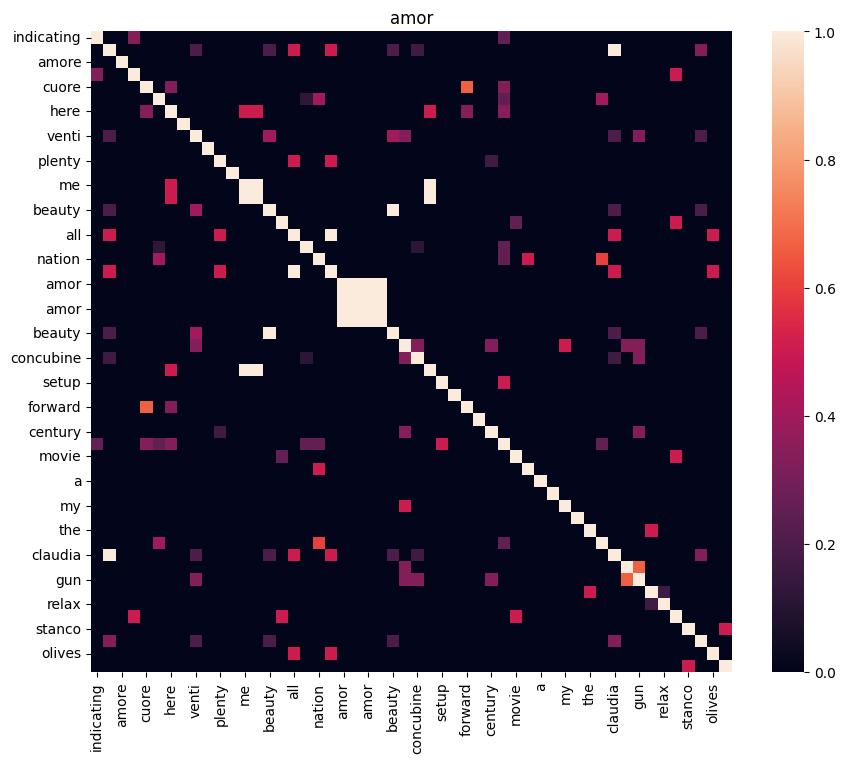 amor
indicating
amore
cuore
here
venti
plenty
me
beauty
all
nation
amor
amor
beauty
concubine
setup
forward
century
movie
a
my
the
claudia
gun
relax
stanco
olives
1.0
0.8
0.6
0.4
0.2
0.0
indicating
amore
cuore
here
venti
plenty
me
beauty
all
nation
amor
amor
beauty
concubine
setup
forward
century
movie
a
my
the
claudia
gun
relax
stanco
olives